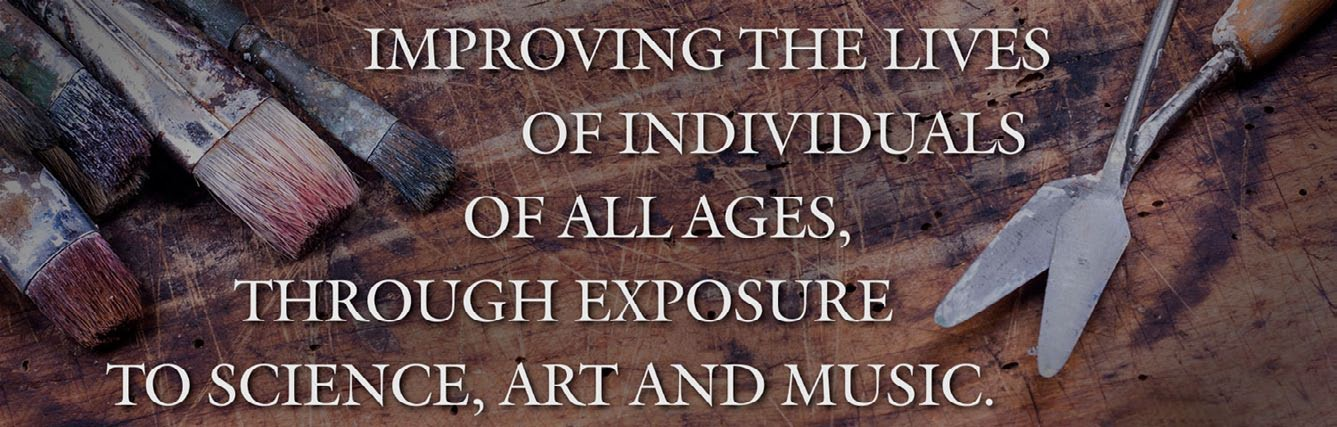 IMPROVING THE LIVES
OF INDIVIDUALS
OF ALL AGES,
THROUGH EXPOSURE
TO SCIENCE, ART AND MUSIC.